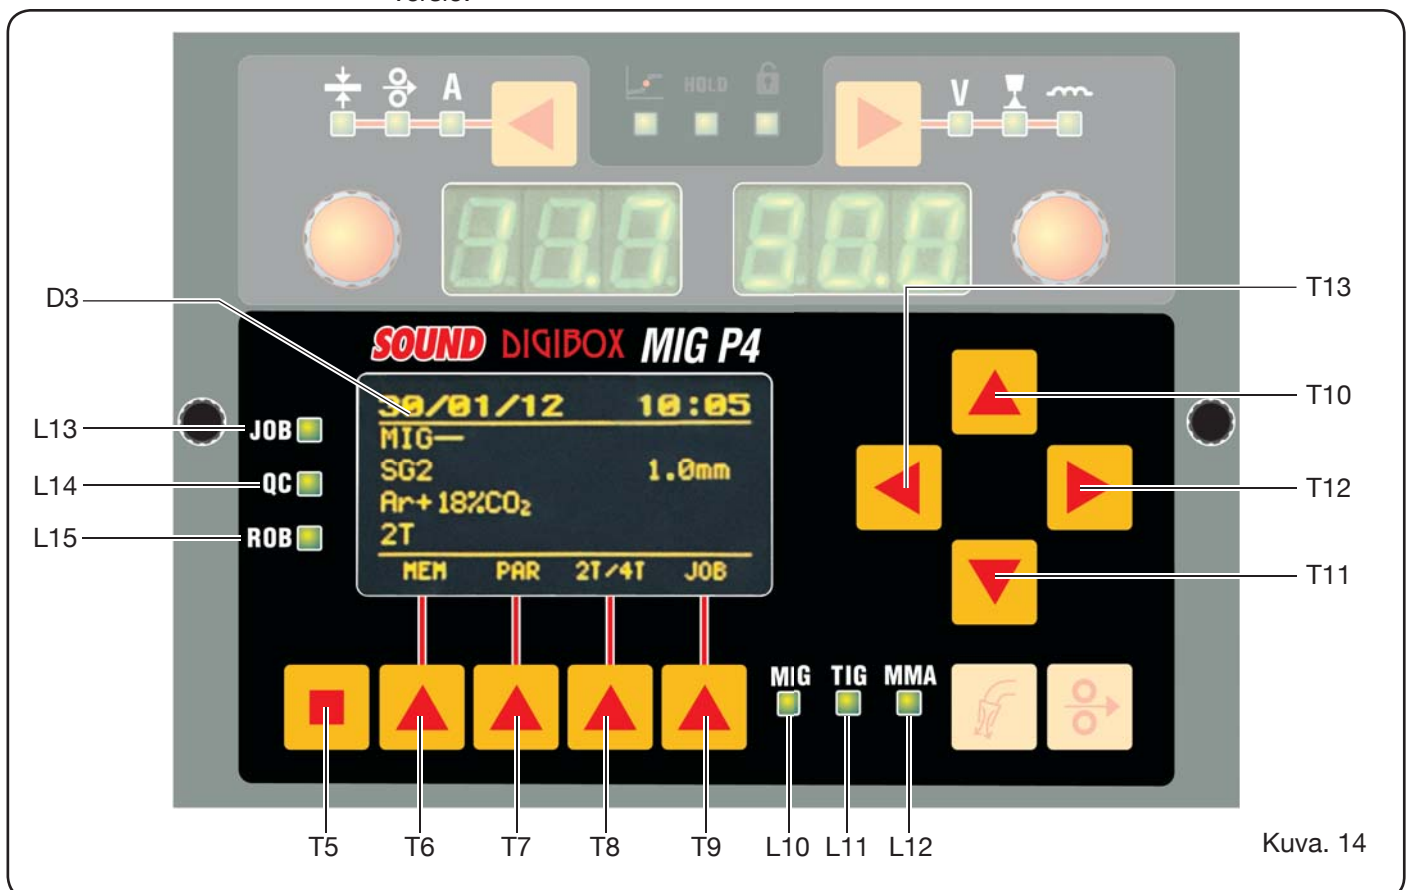 A HOLD V
D3
T13
SOUND DIGIBOX MIG P4
T10
30/01/12 10:05
L13 JOB
MIG—
SG2 1.0mm
L14 QC
T12
Ar+18%CO₂
L15 ROB
2T
T11
MEM PAR 2T/4T JOB
MIG TIG MMA
T5 T6 T7 T8 T9 L10 L11 L12
Kuva. 14